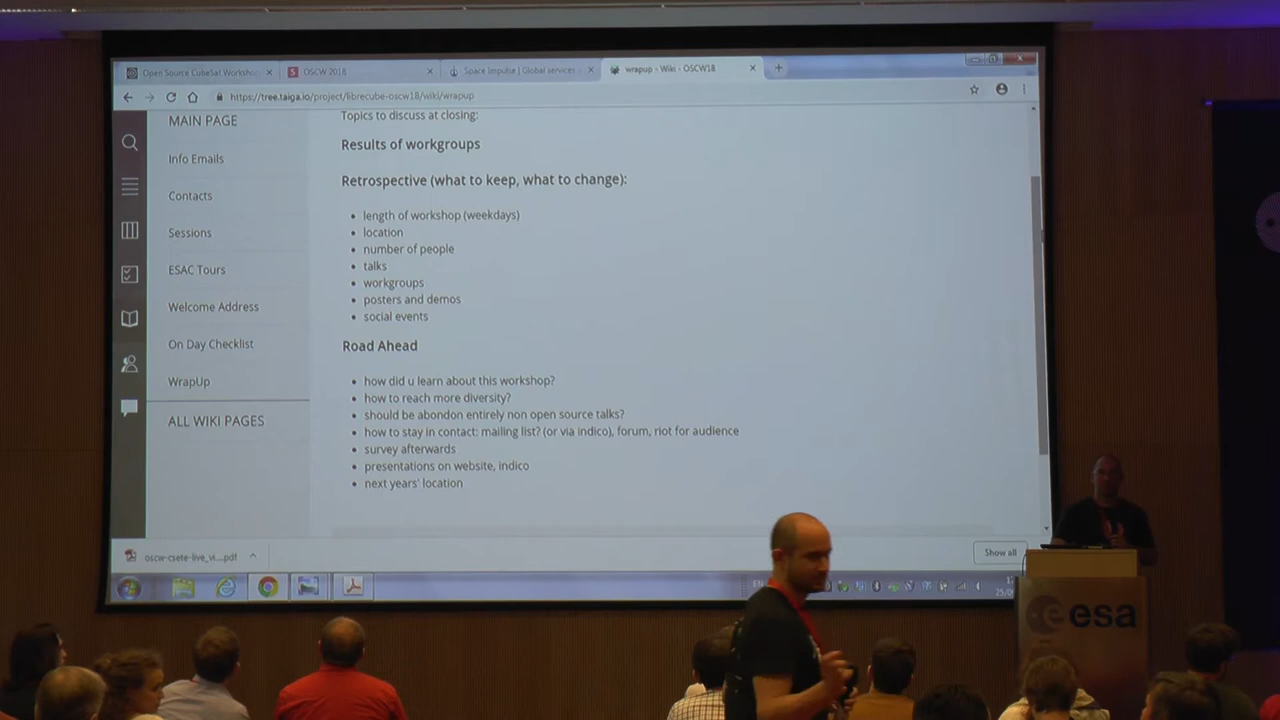 Open Source CubeSat Worksho
OSCW 2018
Space Impulse | Global services
wrapup - Wiki - OSCW18
https://tree.taiga.io/project/librecube-oscw18/wiki/wrapup
MAIN PAGE
Info Emails
Contacts
Sessions
ESAC Tours
Welcome Address
On Day Checklist
WrapUp
ALL WIKI PAGES
Topics to discuss at closing:
Results of workgroups
Retrospective (what to keep, what to change):
length of workshop (weekdays)
location
number of people
talks
workgroups
posters and demos
social events
Road Ahead
how did u learn about this workshop?
how to reach more diversity?
should be abondon entirely non open source talks?
how to stay in contact: mailing list? (or via indico), forum, riot for audience
survey afterwards
presentations on website, indico
next years' location
oscw-csete-live_vi....pdf
Show all
EN
esa